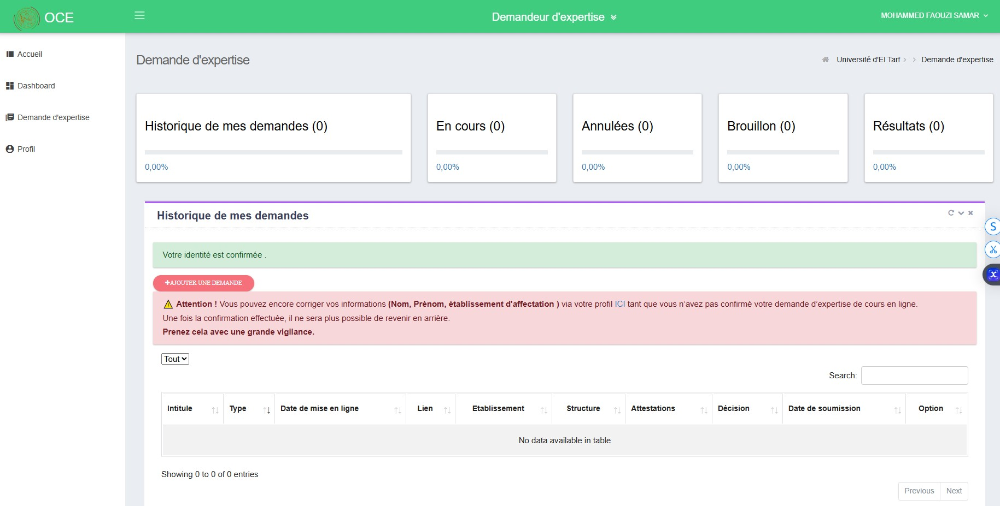 OCE
Demandeur d'expertise
MOHAMMED FAOUZI SAMAR
Accueil
Dashboard
Demande d'expertise
Profil
Demande d'expertise
Université d'El Tarf > > Demande d'expertise
Historique de mes demandes (0)
0,00%
En cours (0)
0,00%
Annulées (0)
0,00%
Brouillon (0)
0,00%
Résultats (0)
0,00%
Historique de mes demandes
Votre identité est confirmée .
+AJOUTER UNE DEMANDE
Attention ! Vous pouvez encore corriger vos informations (Nom, Prénom, établissement d'affectation ) via votre profil ICI tant que vous n’avez pas confirmé votre demande d’expertise de cours en ligne.
Une fois la confirmation effectuée, il ne sera plus possible de revenir en arrière.
Prenez cela avec une grande vigilance.
Tout
Search:
Intitule Type Date de mise en ligne Lien Etablissement Structure Attestations Décision Date de soumission Option
No data available in table
Showing 0 to 0 of 0 entries
Previous Next